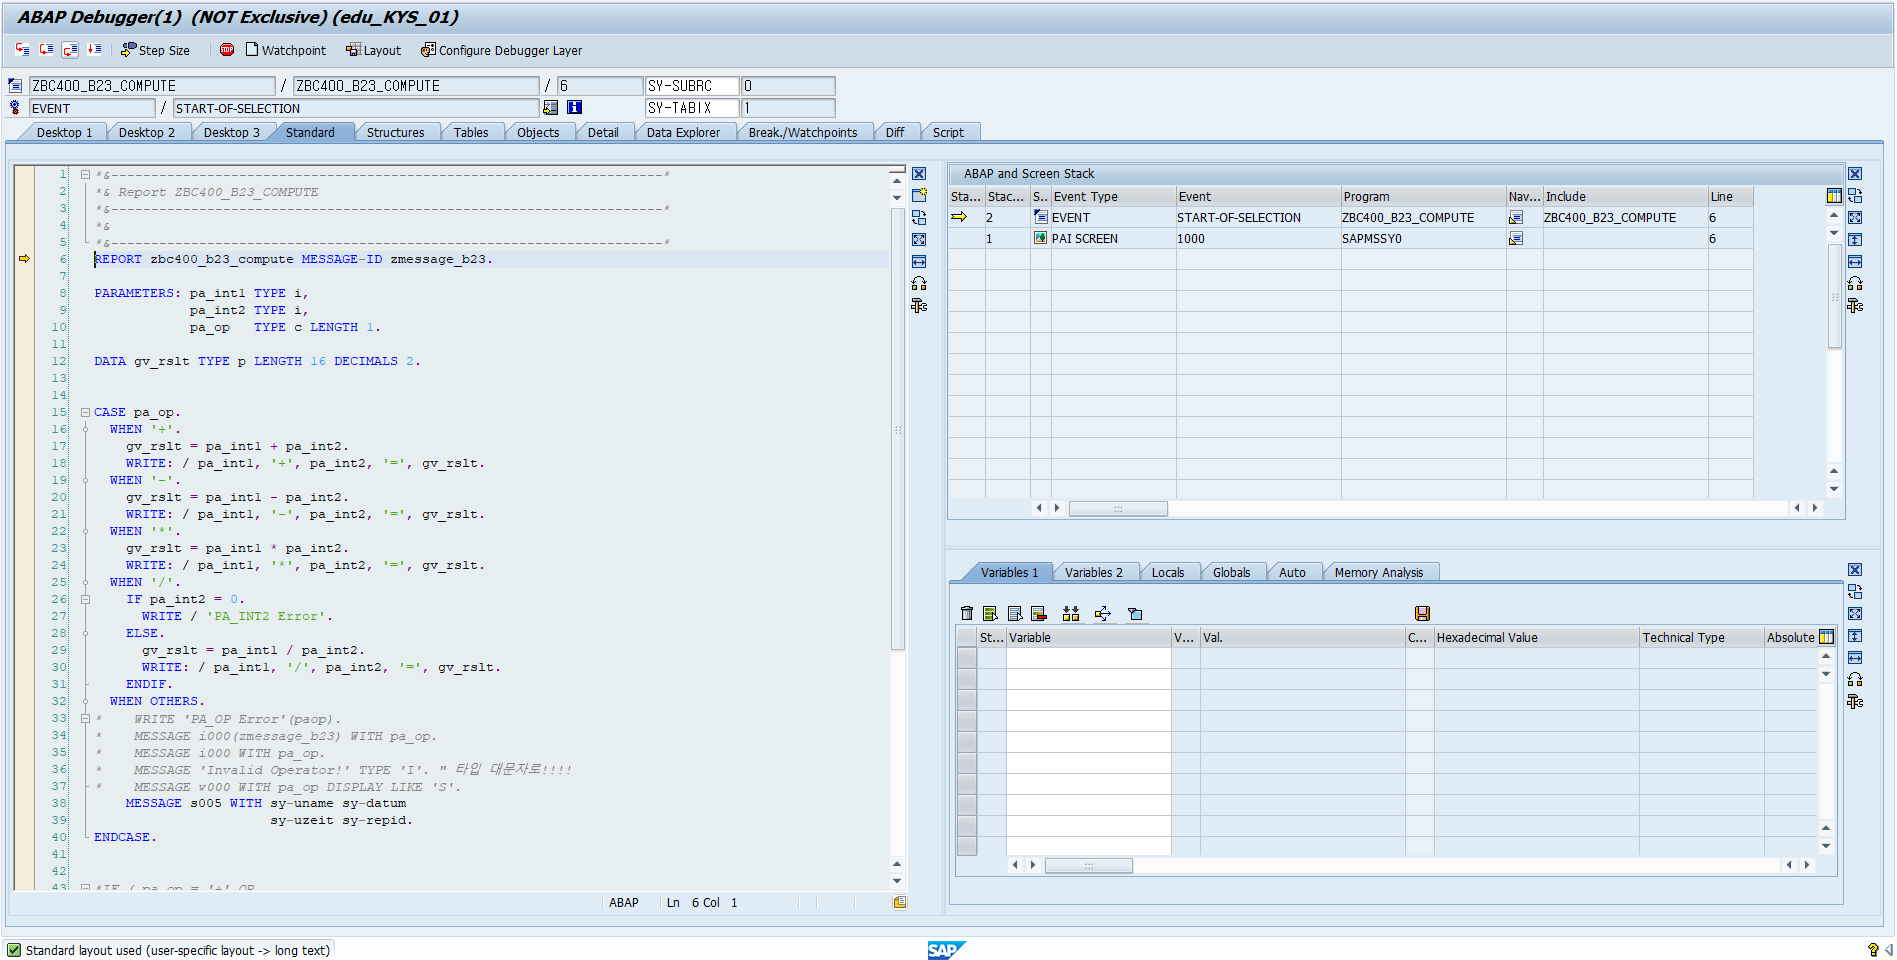 ABAP Debugger(1)  (NOT Exclusive) (edu_KYS_01)
Step Size Watchpoint Layout Configure Debugger Layer
ZBC400_B23_COMPUTE / ZBC400_B23_COMPUTE / 6 SY-SUBRC 0
EVENT / START-OF-SELECTION SY-TABIX 1
Desktop 1 Desktop 2 Desktop 3 Standard Structures Tables Objects Detail Data Explorer Break./Watchpoints Diff Script
1 *&---------------------------------------------------------------------*
2 *& Report ZBC400_B23_COMPUTE
3 *&---------------------------------------------------------------------*
4 *&
5 *&---------------------------------------------------------------------*
6 REPORT zbc400_b23_compute MESSAGE-ID zmessage_b23.
7
8 PARAMETERS: pa_int1 TYPE i,
9 pa_int2 TYPE i,
10 pa_op   TYPE c LENGTH 1.
11
12 DATA gv_rslt TYPE p LENGTH 16 DECIMALS 2.
13
14
15 CASE pa_op.
16 WHEN '+'.
17 gv_rslt = pa_int1 + pa_int2.
18 WRITE: / pa_int1, '+', pa_int2, '=', gv_rslt.
19 WHEN '-'.
20 gv_rslt = pa_int1 - pa_int2.
21 WRITE: / pa_int1, '-', pa_int2, '=', gv_rslt.
22 WHEN '*'.
23 gv_rslt = pa_int1 * pa_int2.
24 WRITE: / pa_int1, '*', pa_int2, '=', gv_rslt.
25 WHEN '/'.
26 IF pa_int2 = 0.
27 WRITE / 'PA_INT2 Error'.
28 ELSE.
29 gv_rslt = pa_int1 / pa_int2.
30 WRITE: / pa_int1, '/', pa_int2, '=', gv_rslt.
31 ENDIF.
32 WHEN OTHERS.
33 *    WRITE 'PA_OP Error'(paop).
34 *    MESSAGE i000(zmessage_b23) WITH pa_op.
35 *    MESSAGE i000 WITH pa_op.
36 *    MESSAGE 'Invalid Operator!' TYPE 'I'. " 타입 대문자로!!!!
37 *    MESSAGE w000 WITH pa_op DISPLAY LIKE 'S'.
38 MESSAGE s005 WITH sy-uname sy-datum
39 sy-uzeit sy-repid.
40 ENDCASE.
41
42
43 *IF ( pa_op = '+' OR
ABAP Ln 6 Col 1
ABAP and Screen Stack
Sta... Stac... S.. Event Type Event Program Nav... Include Line
2 EVENT START-OF-SELECTION ZBC400_B23_COMPUTE ZBC400_B23_COMPUTE 6
1 PAI SCREEN 1000 SAPMSSY0 6
Variables 1 Variables 2 Locals Globals Auto Memory Analysis
St... Variable V... Val. C... Hexadecimal Value Technical Type Absolute
Standard layout used (user-specific layout -> long text)
SAP